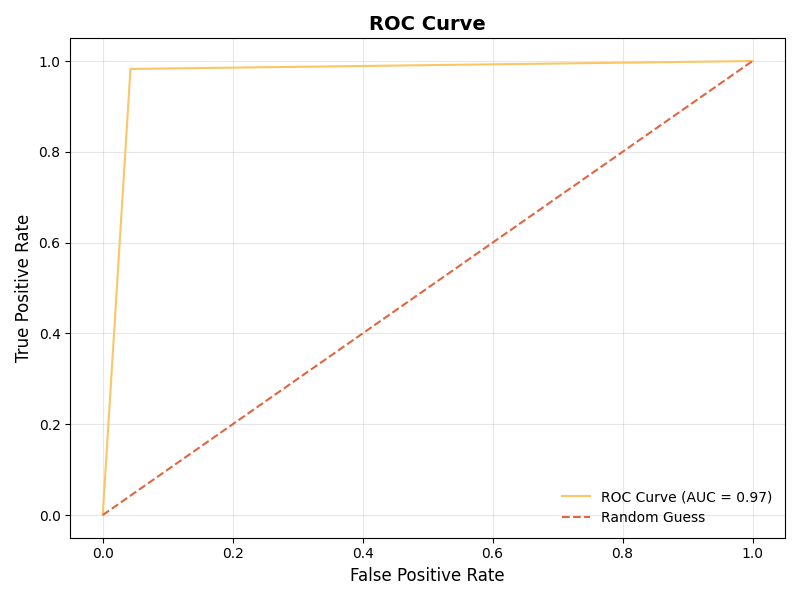 ROC Curve
1.0
0.8
0.6
0.4
0.2
0.0
True Positive Rate
0.0 0.2 0.4 0.6 0.8 1.0
False Positive Rate
ROC Curve (AUC = 0.97)
Random Guess